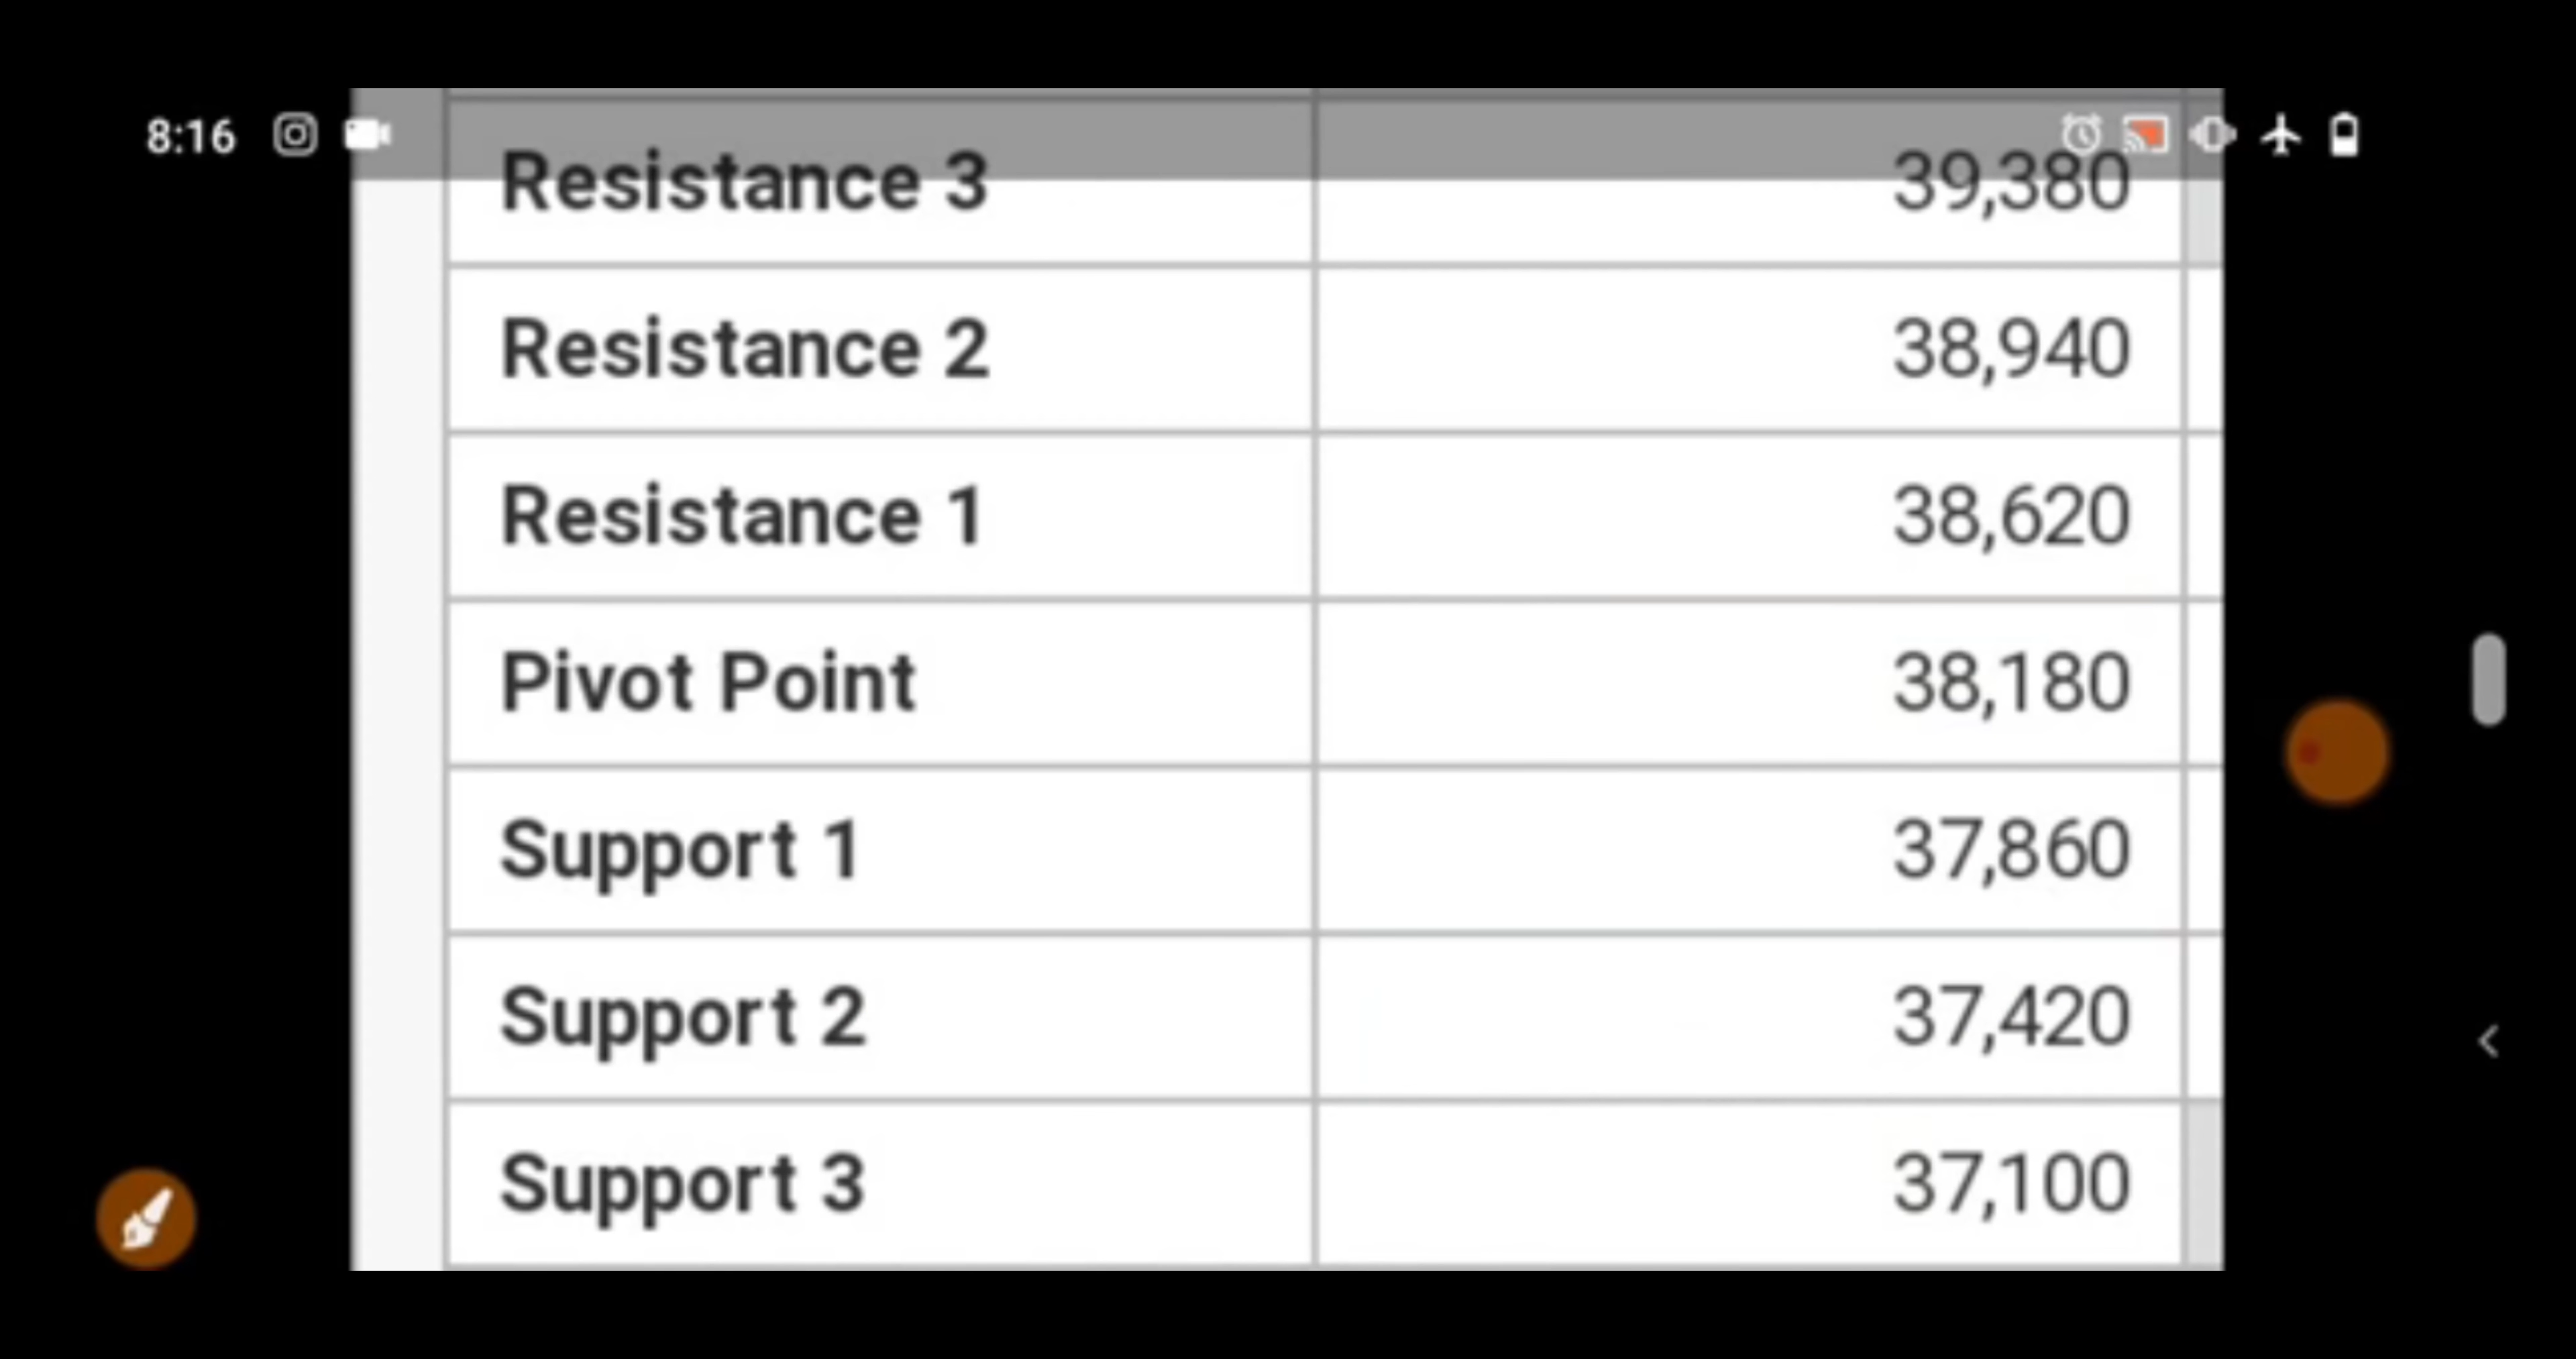 8:16
Resistance 3 39,380
Resistance 2 38,940
Resistance 1 38,620
Pivot Point 38,180
Support 1 37,860
Support 2 37,420
Support 3 37,100